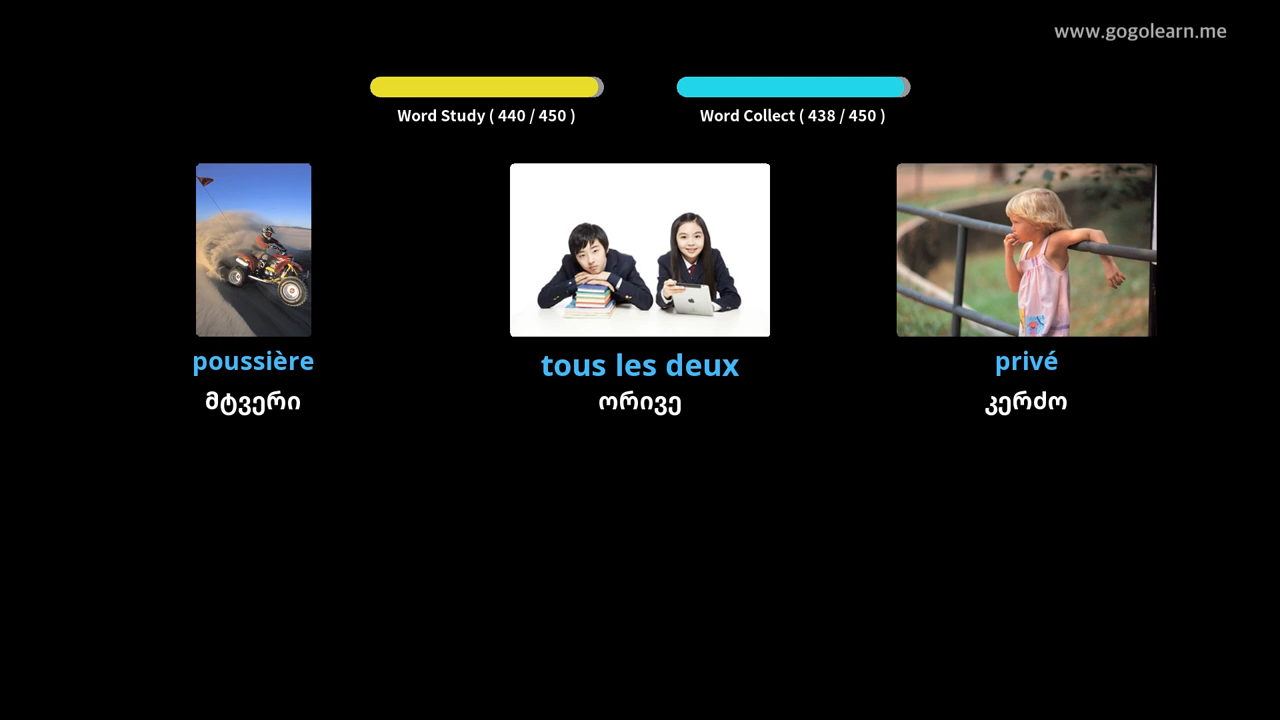 www.gogolearn.me
Word Study ( 440 / 450 )
Word Collect ( 438 / 450 )
poussière
tous les deux
privé
მტვერი
ორივე
კერძო